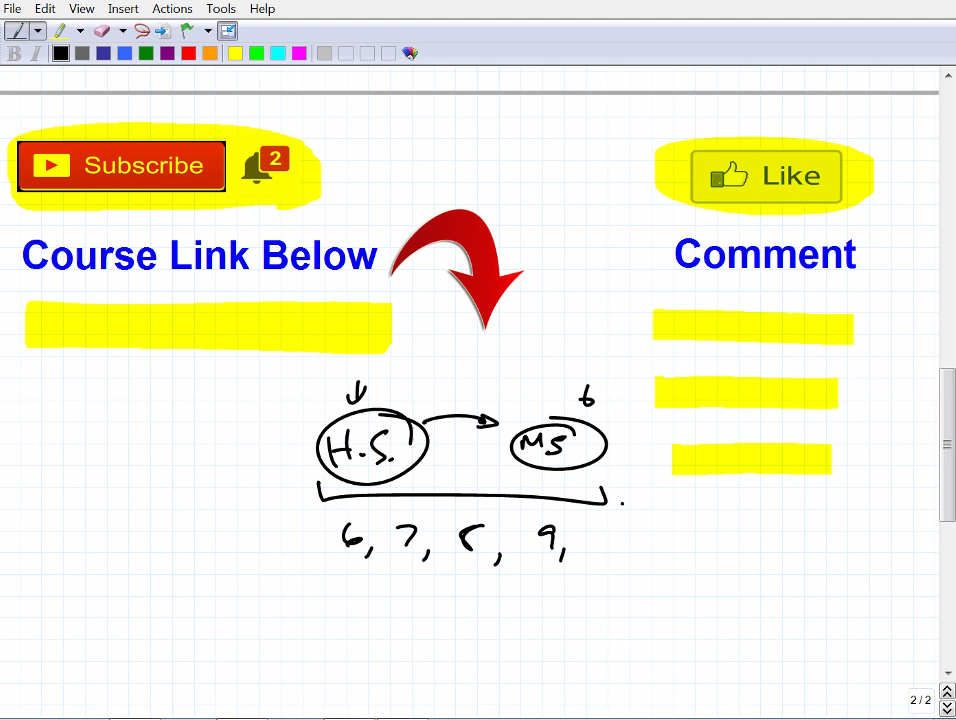 File Edit View Insert Actions Tools Help
B I
Subscribe 2
Like
Course Link Below
Comment
6
H.S. MS
6, 7, 8, 9,
2 / 2